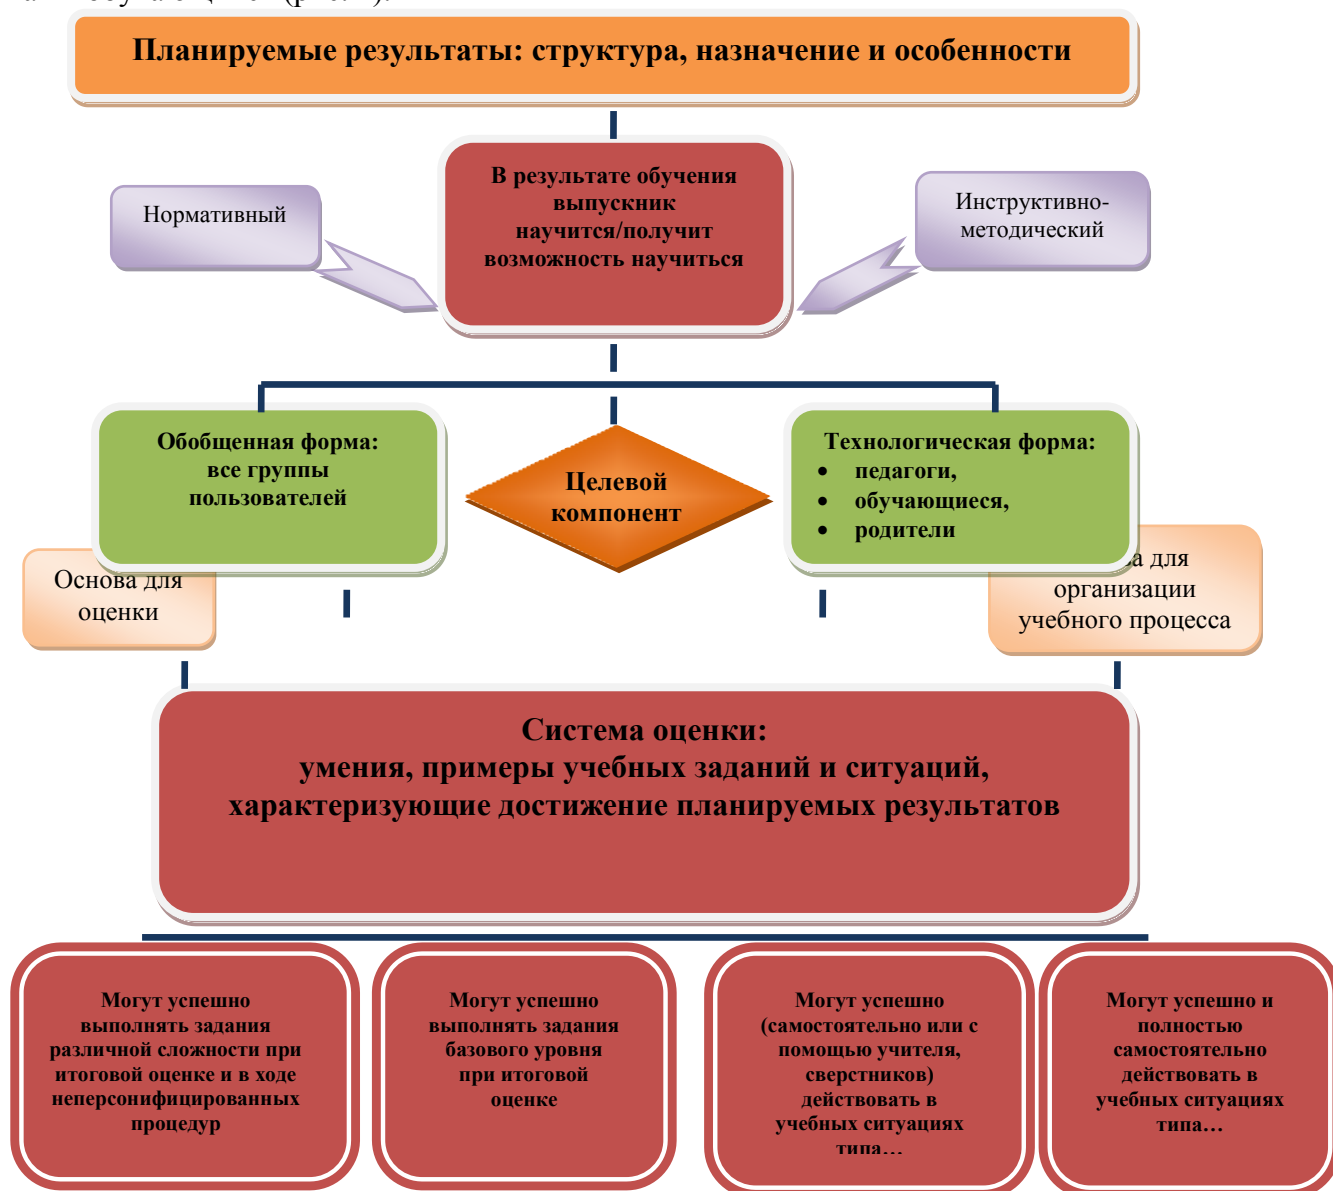 Планируемые результаты: структура, назначение и особенности
В результате обучения
выпускник
научится/получит
возможность научиться
Нормативный
Инструктивно-
методический
Обобщенная форма:
все группы
пользователей
Целевой
компонент
Технологическая форма:
• педагоги,
• обучающиеся,
• родители
Основа для
оценки
для
организации
учебного процесса
Система оценки:
умения, примеры учебных заданий и ситуаций,
характеризующие достижение планируемых результатов
Могут успешно
выполнять задания
различной сложности при
итоговой оценке и в ходе
неперсонифицированных
процедур
Могут успешно
выполнять задания
базового уровня
при итоговой
оценке
Могут успешно
(самостоятельно или с
помощью учителя,
сверстников)
действовать в
учебных ситуациях
типа…
Могут успешно и
полностью
самостоятельно
действовать в
учебных ситуациях
типа…